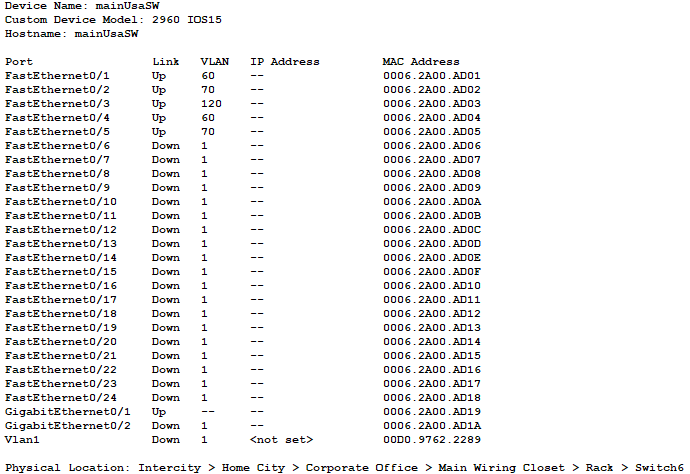 Device Name: mainUsaSW
Custom Device Model: 2960 IOS15
Hostname: mainUsaSW
Port Link VLAN IP Address MAC Address
FastEthernet0/1 Up 60 -- 0006.2A00.AD01
FastEthernet0/2 Up 70 -- 0006.2A00.AD02
FastEthernet0/3 Up 120 -- 0006.2A00.AD03
FastEthernet0/4 Up 60 -- 0006.2A00.AD04
FastEthernet0/5 Up 70 -- 0006.2A00.AD05
FastEthernet0/6 Down 1 -- 0006.2A00.AD06
FastEthernet0/7 Down 1 -- 0006.2A00.AD07
FastEthernet0/8 Down 1 -- 0006.2A00.AD08
FastEthernet0/9 Down 1 -- 0006.2A00.AD09
FastEthernet0/10 Down 1 -- 0006.2A00.AD0A
FastEthernet0/11 Down 1 -- 0006.2A00.AD0B
FastEthernet0/12 Down 1 -- 0006.2A00.AD0C
FastEthernet0/13 Down 1 -- 0006.2A00.AD0D
FastEthernet0/14 Down 1 -- 0006.2A00.AD0E
FastEthernet0/15 Down 1 -- 0006.2A00.AD0F
FastEthernet0/16 Down 1 -- 0006.2A00.AD10
FastEthernet0/17 Down 1 -- 0006.2A00.AD11
FastEthernet0/18 Down 1 -- 0006.2A00.AD12
FastEthernet0/19 Down 1 -- 0006.2A00.AD13
FastEthernet0/20 Down 1 -- 0006.2A00.AD14
FastEthernet0/21 Down 1 -- 0006.2A00.AD15
FastEthernet0/22 Down 1 -- 0006.2A00.AD16
FastEthernet0/23 Down 1 -- 0006.2A00.AD17
FastEthernet0/24 Down 1 -- 0006.2A00.AD18
GigabitEthernet0/1 Up -- -- 0006.2A00.AD19
GigabitEthernet0/2 Down 1 -- 0006.2A00.AD1A
Vlan1 Down 1 <not set> 00D0.9762.2289
Physical Location: Intercity > Home City > Corporate Office > Main Wiring Closet > Rack > Switch6